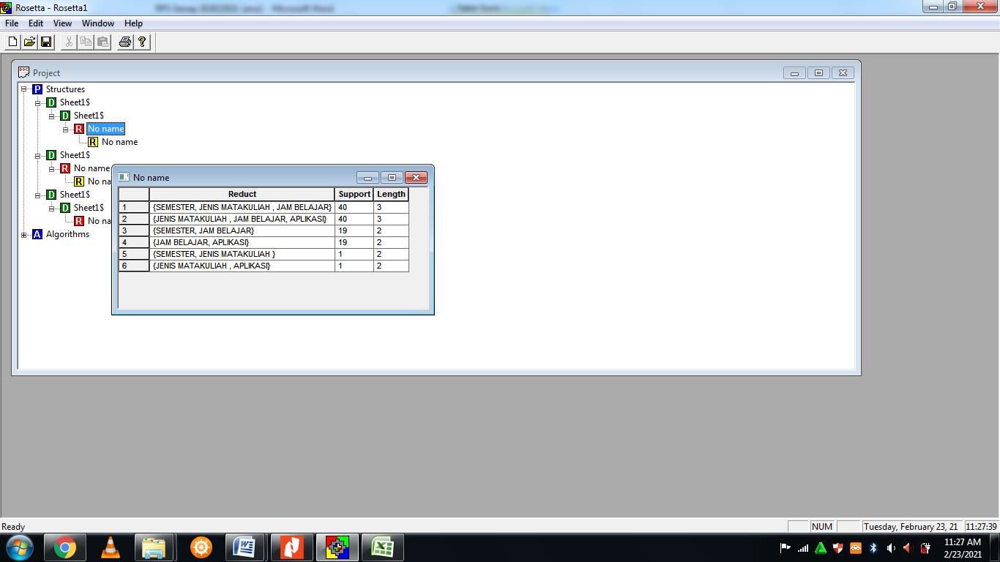 Rosetta - Rosetta1
File Edit View Window Help
Project
P Structures
D Sheet1$
D Sheet1$
R No name
R No name
D Sheet1$
R No name
R No na
D Sheet1$
D Sheet1$
R No na
A Algorithms
No name
Reduct Support Length
1 {SEMESTER, JENIS MATAKULIAH , JAM BELAJAR} 40 3
2 {JENIS MATAKULIAH , JAM BELAJAR, APLIKASI} 40 3
3 {SEMESTER, JAM BELAJAR} 19 2
4 {JAM BELAJAR, APLIKASI} 19 2
5 {SEMESTER, JENIS MATAKULIAH } 1 2
6 {JENIS MATAKULIAH , APLIKASI} 1 2
Ready NUM Tuesday, February 23, 21 11:27:39
11:27 AM
2/23/2021